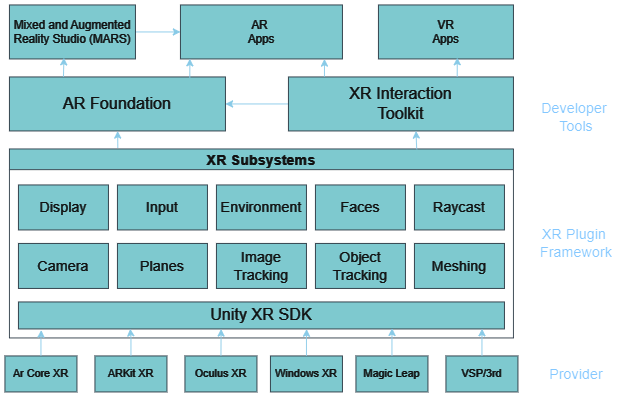 Mixed and Augmented
Reality Studio (MARS)
AR
Apps
VR
Apps
AR Foundation
XR Interaction
Toolkit
Developer
Tools
XR Subsystems
Display
Input
Environment
Faces
Raycast
XR Plugin
Framework
Camera
Planes
Image
Tracking
Object
Tracking
Meshing
Unity XR SDK
Ar Core XR
ARKit XR
Oculus XR
Windows XR
Magic Leap
VSP/3rd
Provider